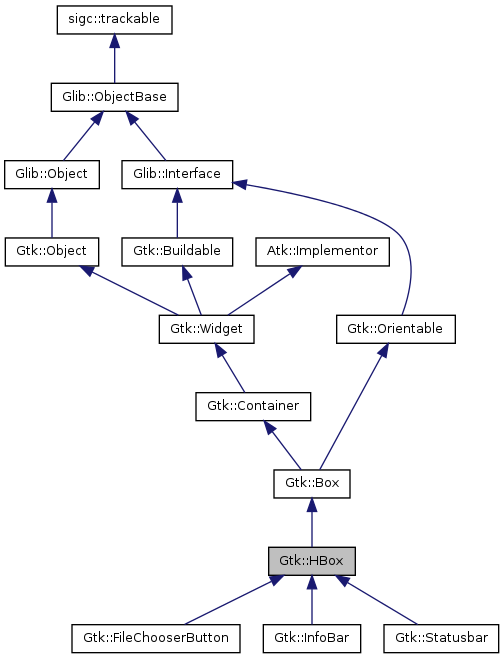 sigc::trackable
Glib::ObjectBase
Glib::Object
Glib::Interface
Gtk::Object
Gtk::Buildable
Atk::Implementor
Gtk::Widget
Gtk::Orientable
Gtk::Container
Gtk::Box
Gtk::HBox
Gtk::FileChooserButton
Gtk::InfoBar
Gtk::Statusbar